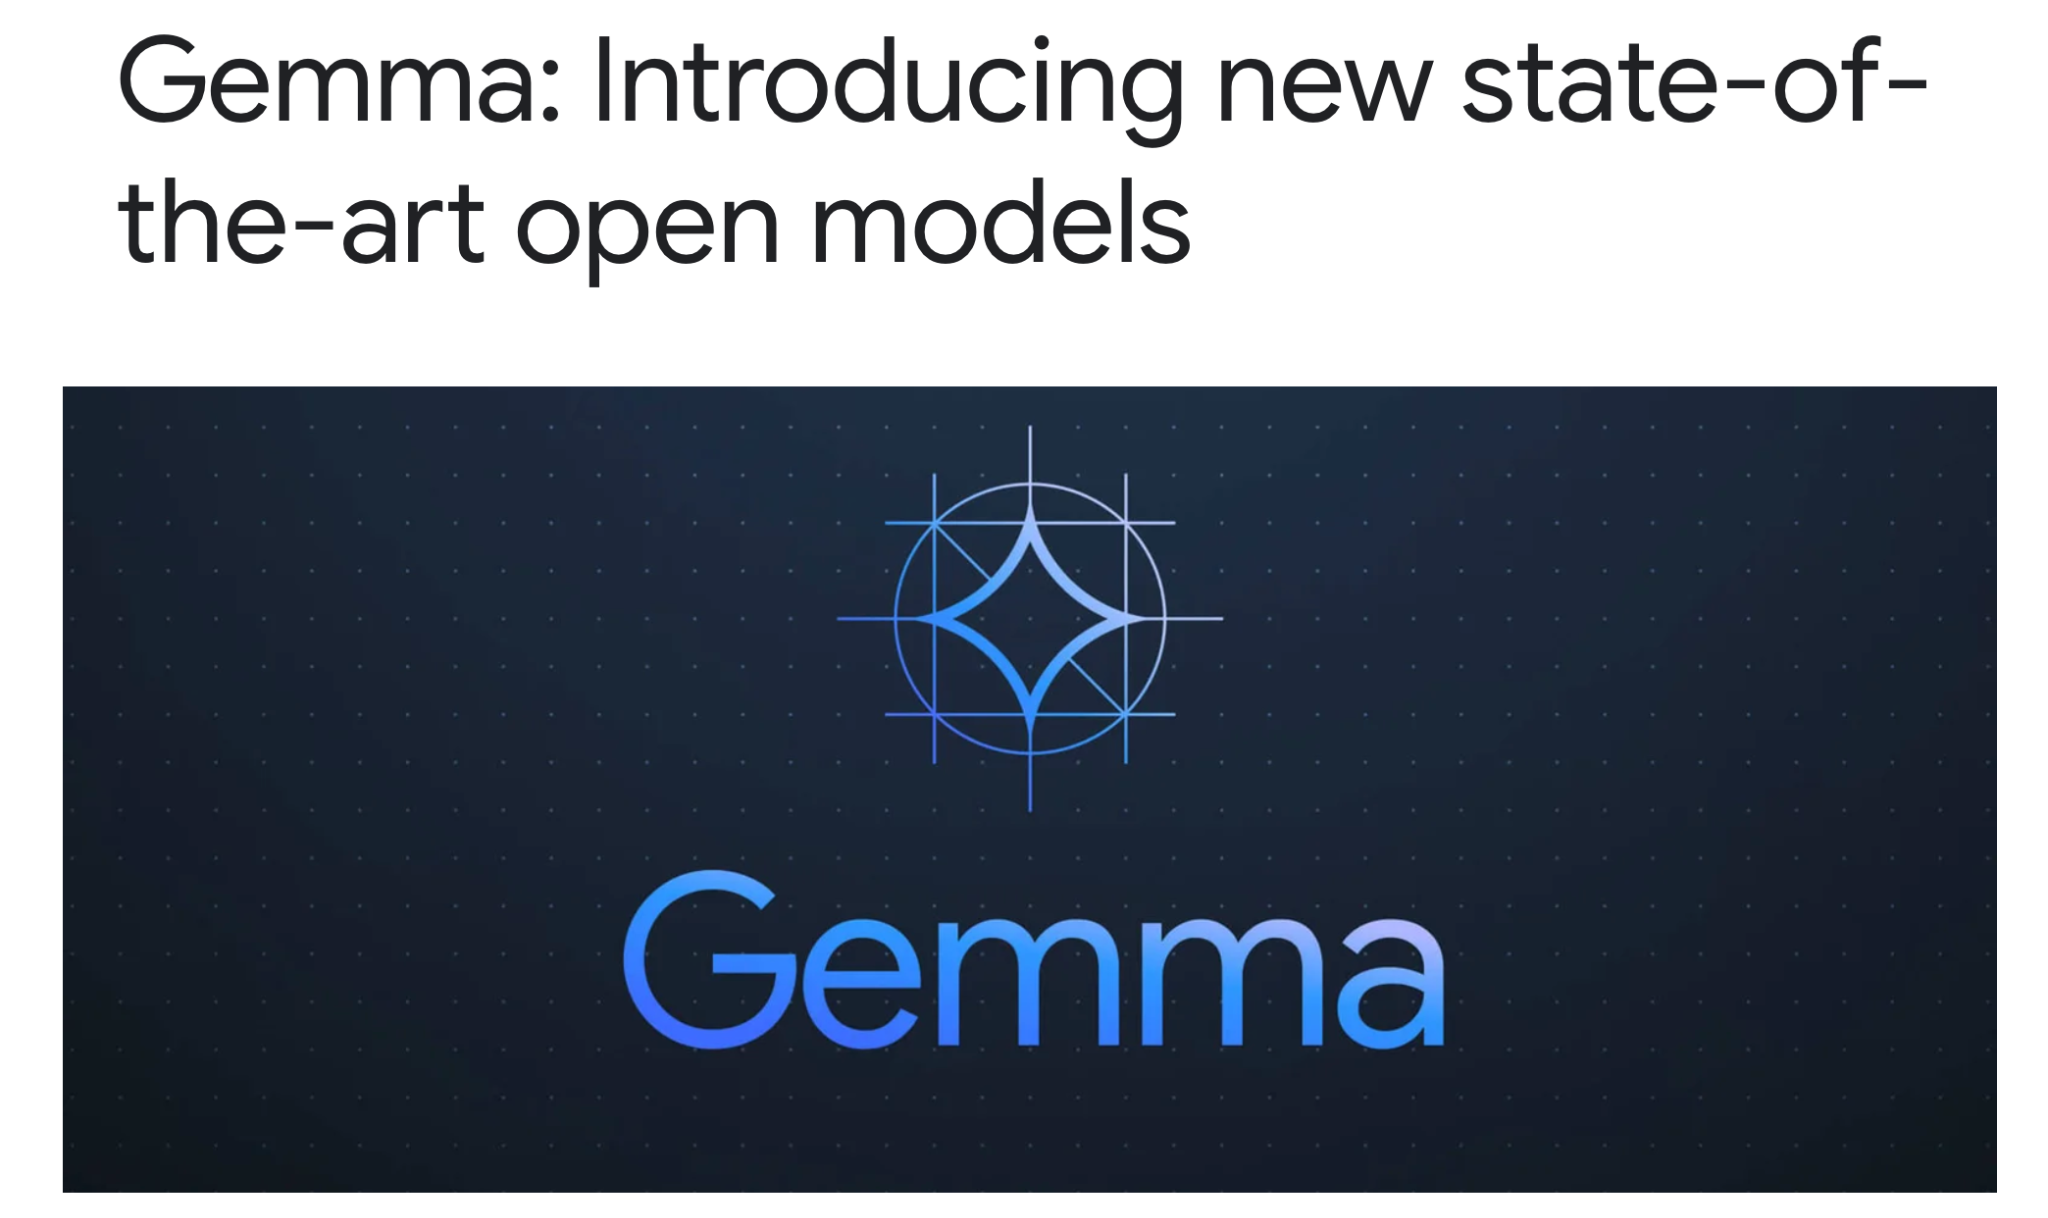 Gemma: Introducing new state-of-
the-art open models
Gemma